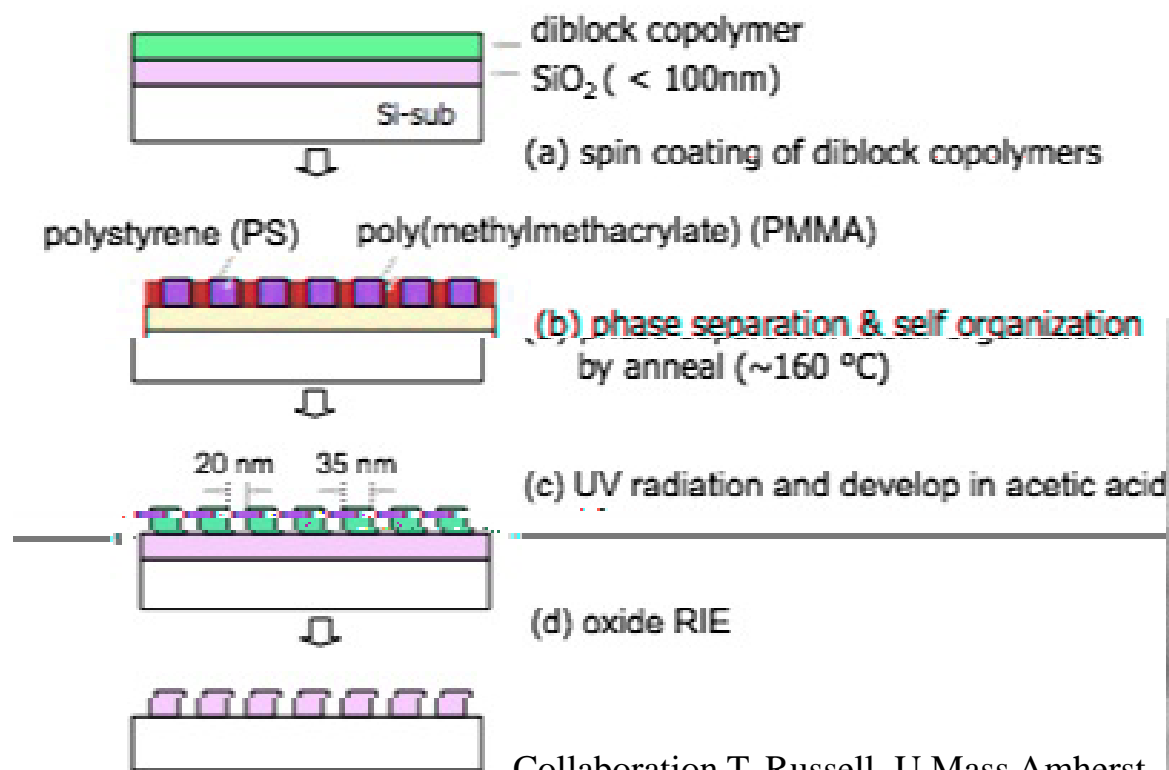 diblock copolymer
SiO₂ ( < 100nm)
Si-sub
(a) spin coating of diblock copolymers
polystyrene (PS) poly(methylmethacrylate) (PMMA)
(b) phase separation & self organization
by anneal (~160 ºC)
20 nm 35 nm
(c) UV radiation and develop in acetic acid
(d) oxide RIE
Collaboration T. Russell, U Mass Amherst